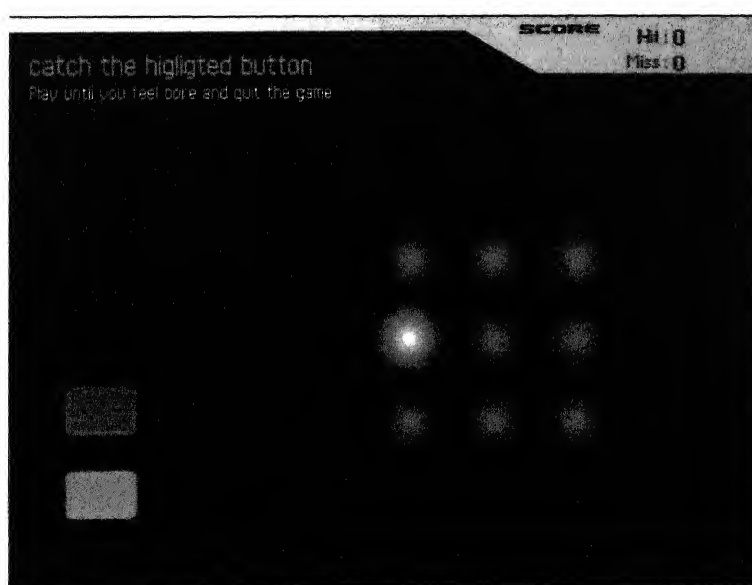 SCORE
Hit : 0
Miss : 0
catch the higligted button
Play until you feel bore and quit the game